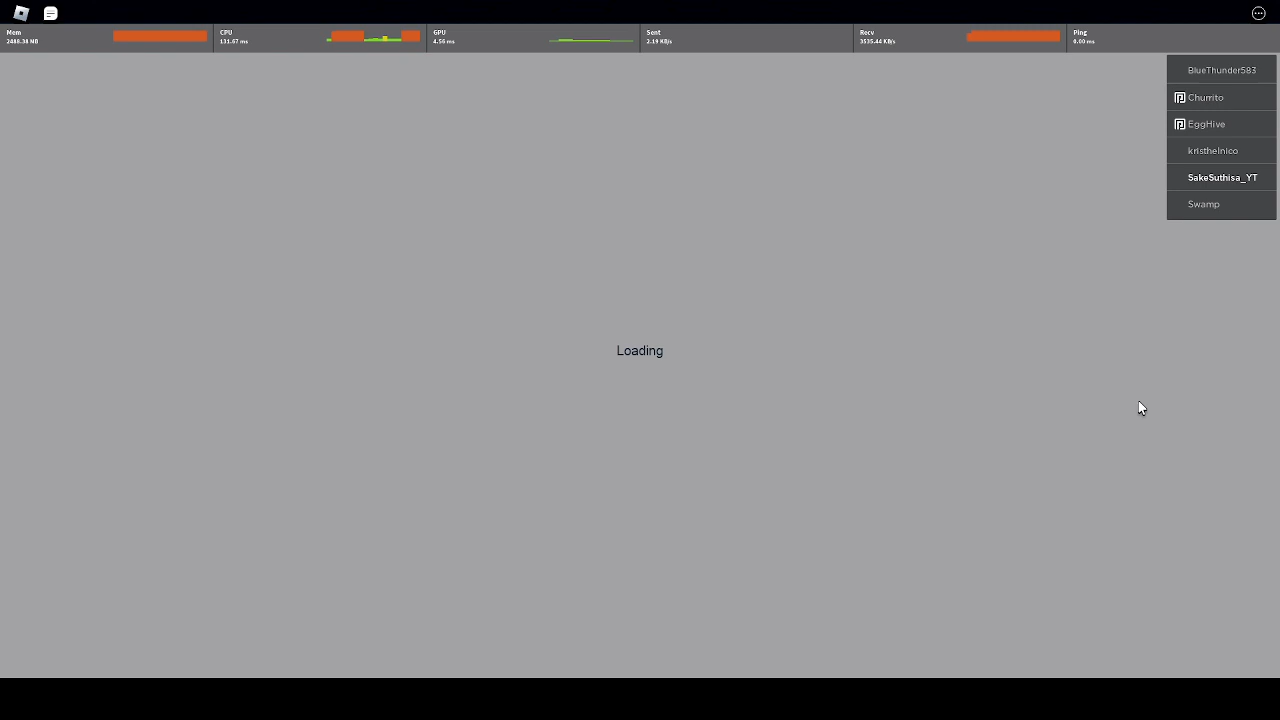 Mem
2488.38 MB
CPU
131.67 ms
GPU
4.56 ms
Sent
2.19 KB/s
Recv
3535.44 KB/s
Ping
0.00 ms
BlueThunder583
Churrito
EggHive
kristhelnico
SakeSuthisa_YT
Swamp
Loading